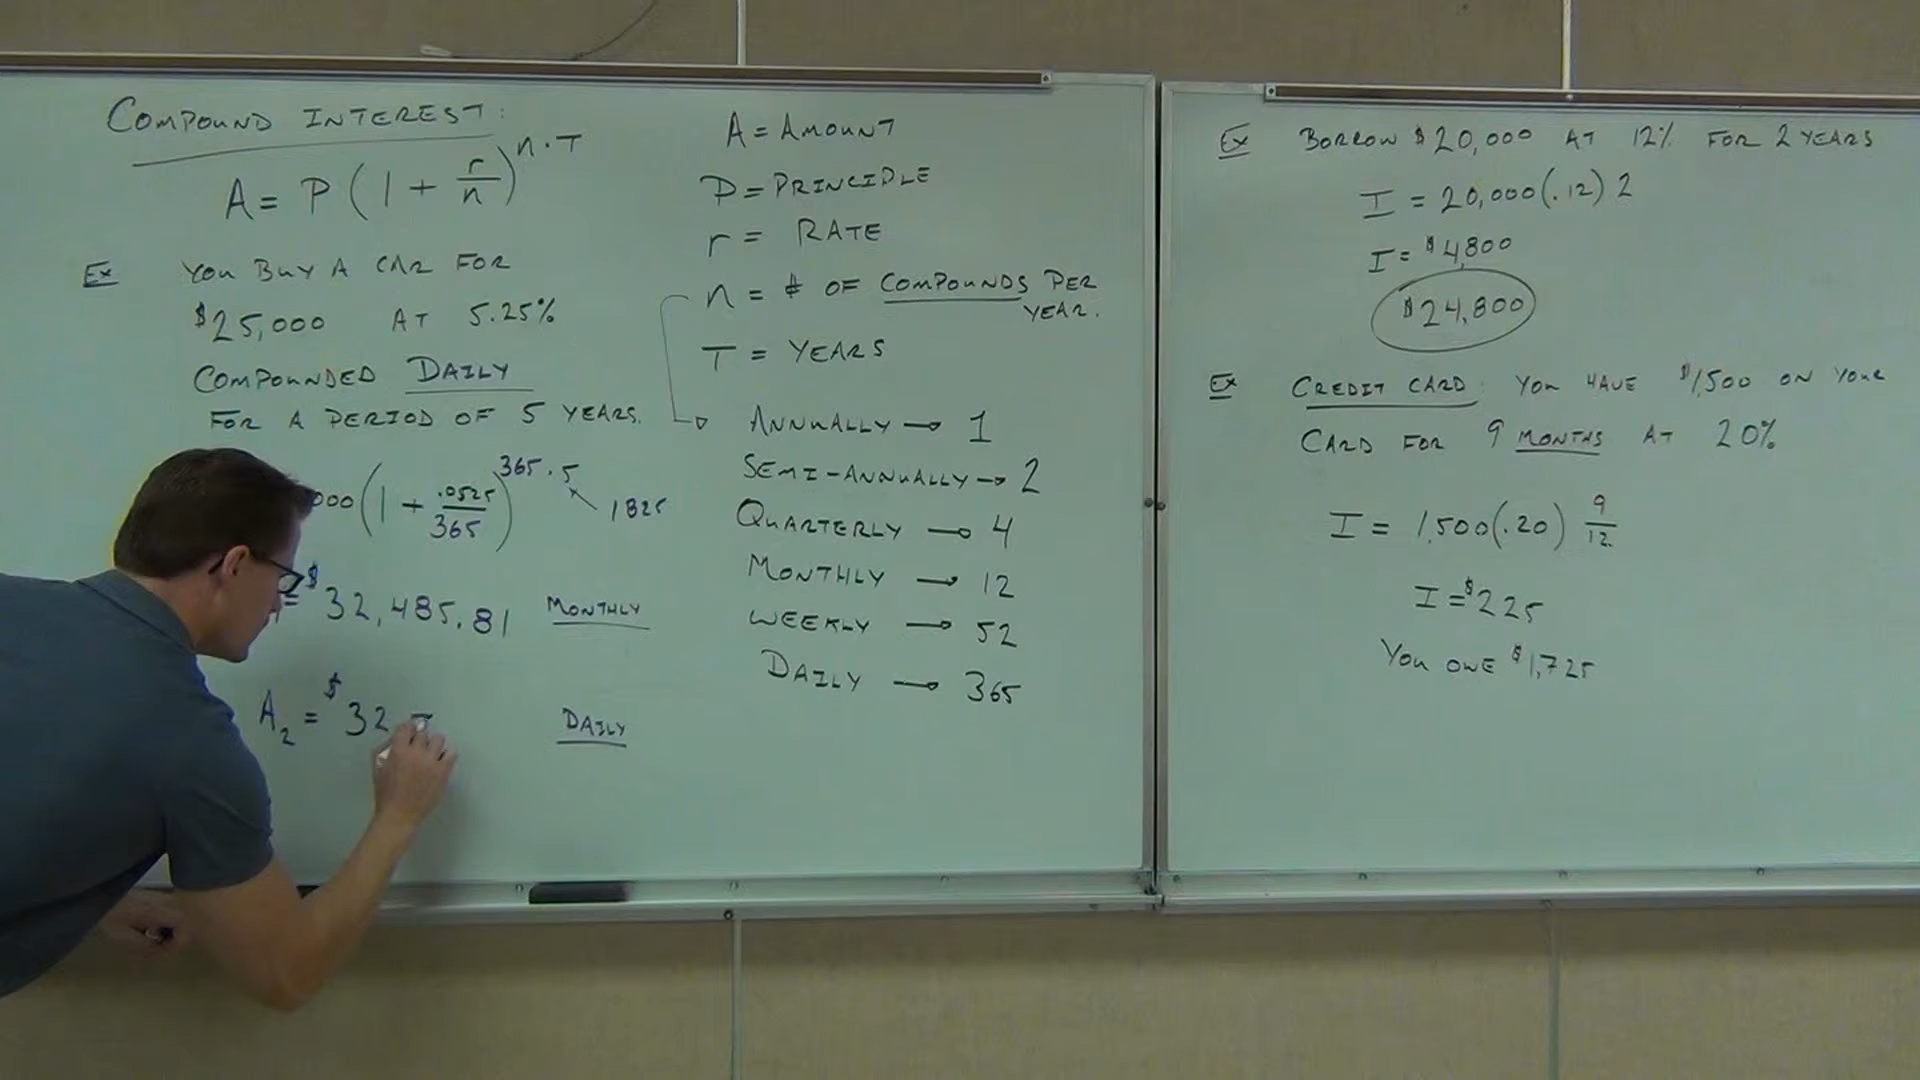 COMPOUND INTEREST:
A = P(1 + r/n)^n·T
EX YOU BUY A CAR FOR
$25,000 AT 5.25%
COMPOUNDED DAILY
FOR A PERIOD OF 5 YEARS.
000(1 + .0525/365)^365·5
1825
= $32,485.81 MONTHLY
A2 = $32, DAILY
A = AMOUNT
P = PRINCIPLE
r = RATE
n = # OF COMPOUNDS PER
YEAR.
T = YEARS
ANNUALLY → 1
SEMI-ANNUALLY → 2
QUARTERLY → 4
MONTHLY → 12
WEEKLY → 52
DAILY → 365
EX BORROW $20,000 AT 12% FOR 2 YEARS
I = 20,000(.12) 2
I = $4,800
$24,800
EX CREDIT CARD: YOU HAVE $1,500 ON YOUR
CARD FOR 9 MONTHS AT 20%
I = 1,500(.20) 9/12
I = $225
YOU OWE $1,725